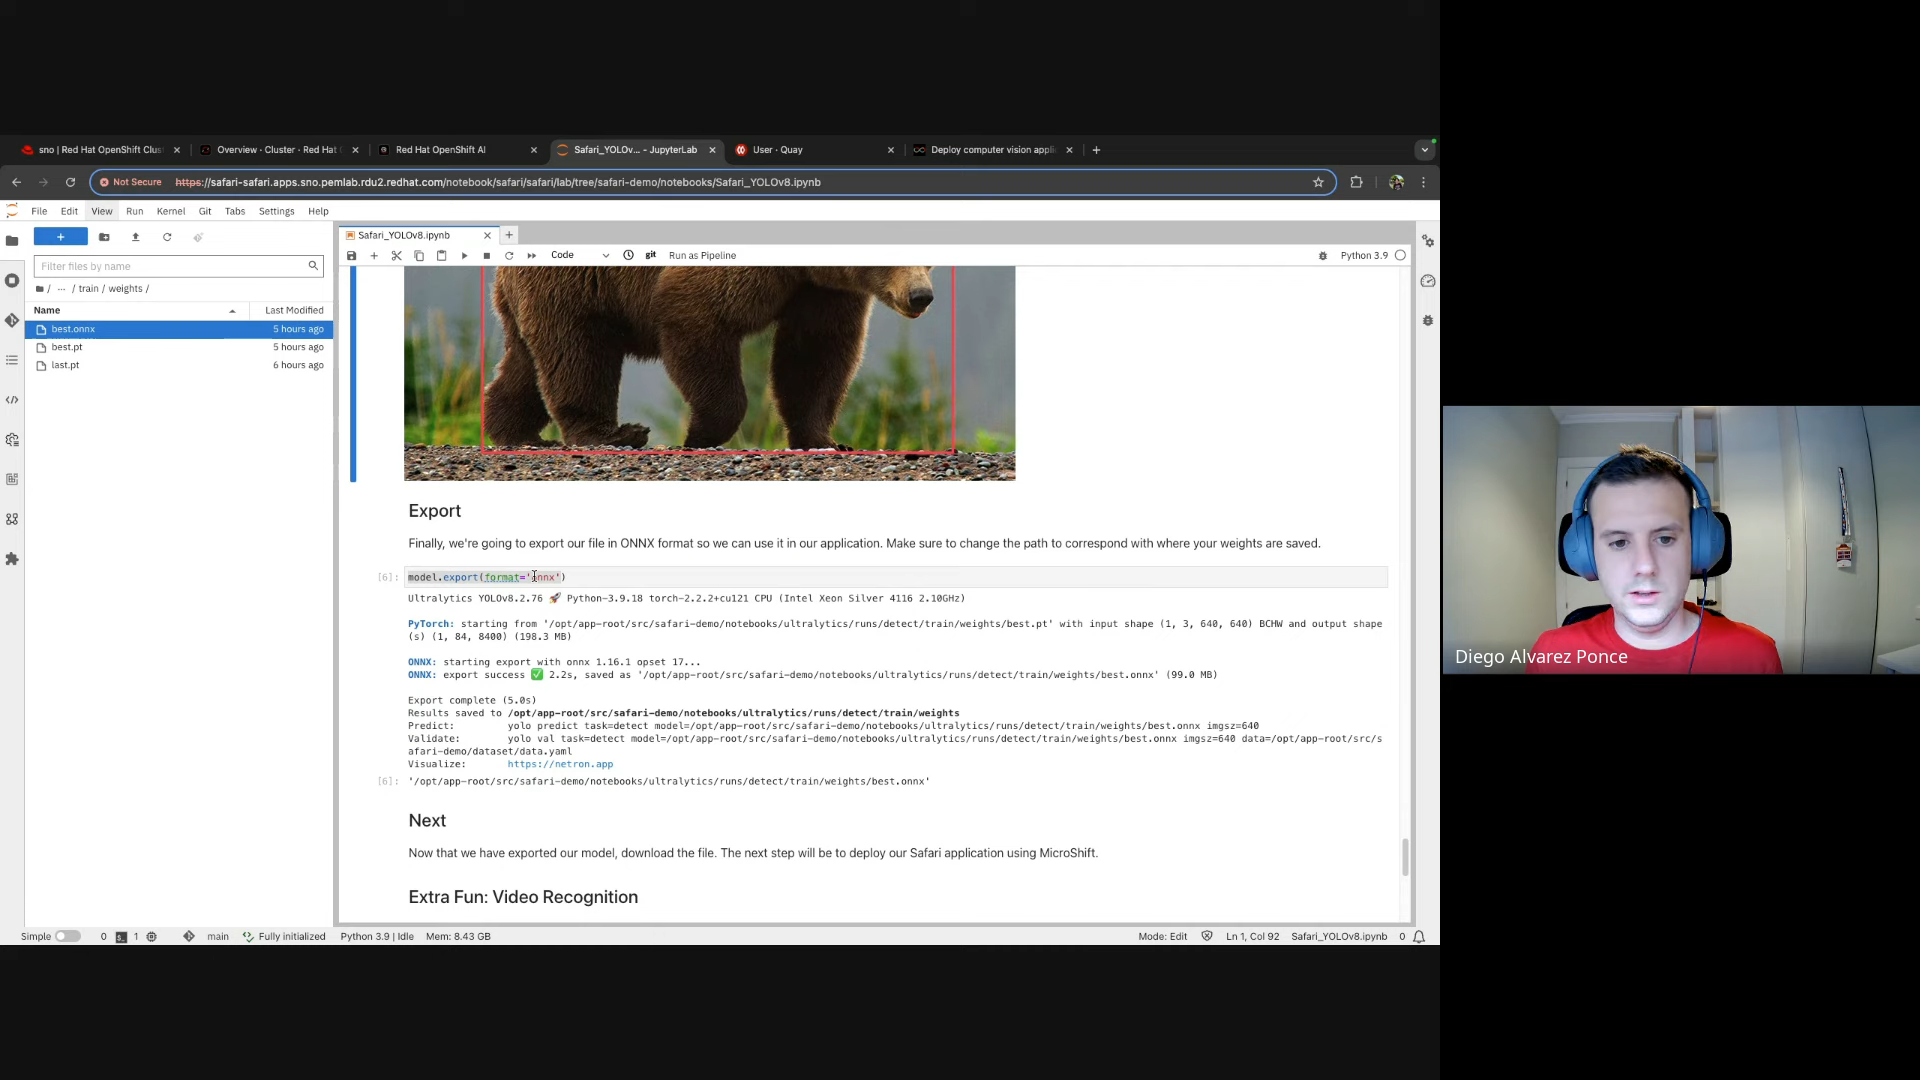 sno | Red Hat OpenShift Clus
Overview · Cluster · Red Hat
Red Hat OpenShift AI
Safari_YOLOv... - JupyterLab
User · Quay
Deploy computer vision appli
Not Secure https://safari-safari.apps.sno.pemlab.rdu2.redhat.com/notebook/safari/safari/lab/tree/safari-demo/notebooks/Safari_YOLOv8.ipynb
File Edit View Run Kernel Git Tabs Settings Help
Safari_YOLOv8.ipynb
Code
git
Run as Pipeline
Python 3.9
Filter files by name
/ ... / train / weights /
Name Last Modified
best.onnx 5 hours ago
best.pt 5 hours ago
last.pt 6 hours ago
Export
Finally, we're going to export our file in ONNX format so we can use it in our application. Make sure to change the path to correspond with where your weights are saved.
[6]: model.export(format='onnx')
Ultralytics YOLOv8.2.76 🚀 Python-3.9.18 torch-2.2.2+cu121 CPU (Intel Xeon Silver 4116 2.10GHz)
PyTorch: starting from '/opt/app-root/src/safari-demo/notebooks/ultralytics/runs/detect/train/weights/best.pt' with input shape (1, 3, 640, 640) BCHW and output shape
(s) (1, 84, 8400) (198.3 MB)
ONNX: starting export with onnx 1.16.1 opset 17...
ONNX: export success ✅ 2.2s, saved as '/opt/app-root/src/safari-demo/notebooks/ultralytics/runs/detect/train/weights/best.onnx' (99.0 MB)
Export complete (5.0s)
Results saved to /opt/app-root/src/safari-demo/notebooks/ultralytics/runs/detect/train/weights
Predict: yolo predict task=detect model=/opt/app-root/src/safari-demo/notebooks/ultralytics/runs/detect/train/weights/best.onnx imgsz=640
Validate: yolo val task=detect model=/opt/app-root/src/safari-demo/notebooks/ultralytics/runs/detect/train/weights/best.onnx imgsz=640 data=/opt/app-root/src/s
afari-demo/dataset/data.yaml
Visualize: https://netron.app
[6]: '/opt/app-root/src/safari-demo/notebooks/ultralytics/runs/detect/train/weights/best.onnx'
Next
Now that we have exported our model, download the file. The next step will be to deploy our Safari application using MicroShift.
Extra Fun: Video Recognition
Simple 0 1 main Fully initialized Python 3.9 | Idle Mem: 8.43 GB Mode: Edit Ln 1, Col 92 Safari_YOLOv8.ipynb 0
Diego Alvarez Ponce